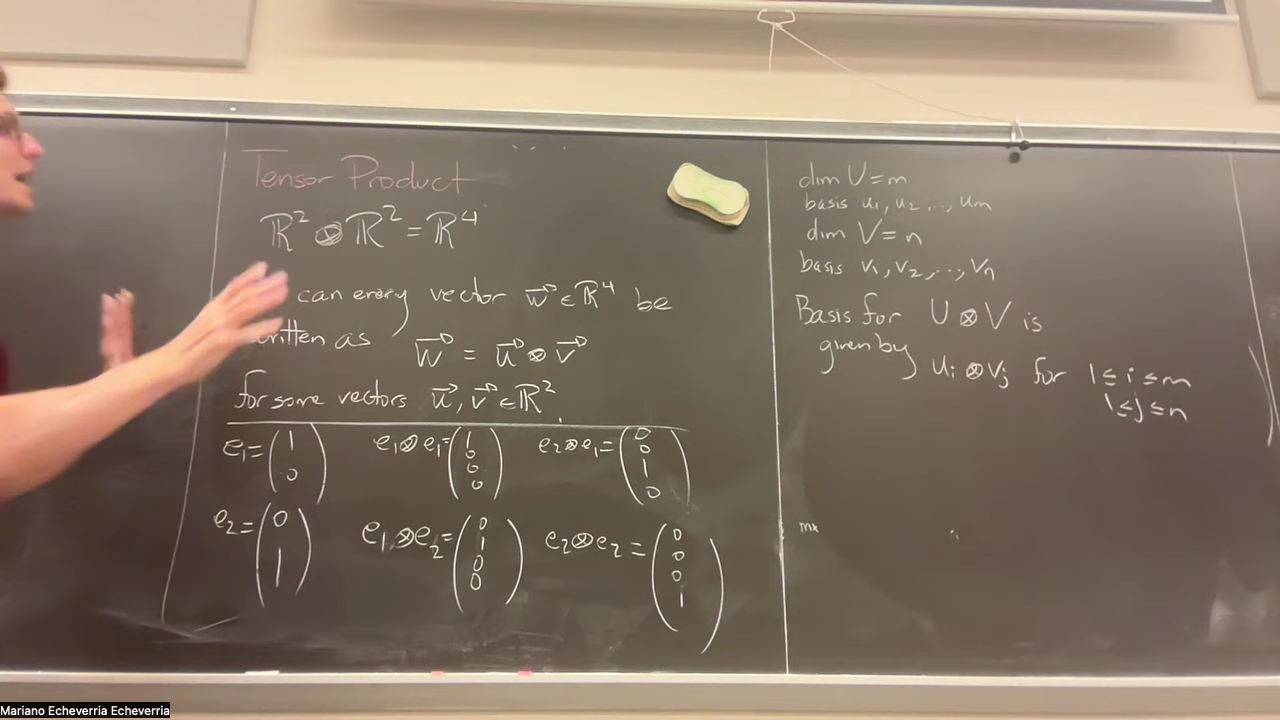 Tensor Product
ℝ² ⊗ ℝ² = ℝ⁴
can every vector w⃗ ∈ ℝ⁴ be
as w⃗ = u⃗ ⊗ v⃗
for some vectors u⃗, v⃗ ∈ ℝ².
e₁ = (1 0) e₁⊗e₁ = (1 0 0 0) e₂⊗e₁ = (0 0 1 0)
e₂ = (0 1) e₁⊗e₂ = (0 1 0 0) e₂⊗e₂ = (0 0 0 1)
dim U = m
basis u₁, u₂, ..., um
dim V = n
basis v₁, v₂, ..., vn
Basis for U ⊗ V is
given by uᵢ ⊗ vⱼ for 1 ≤ i ≤ m
1 ≤ j ≤ n
mx
Mariano Echeverria Echeverria